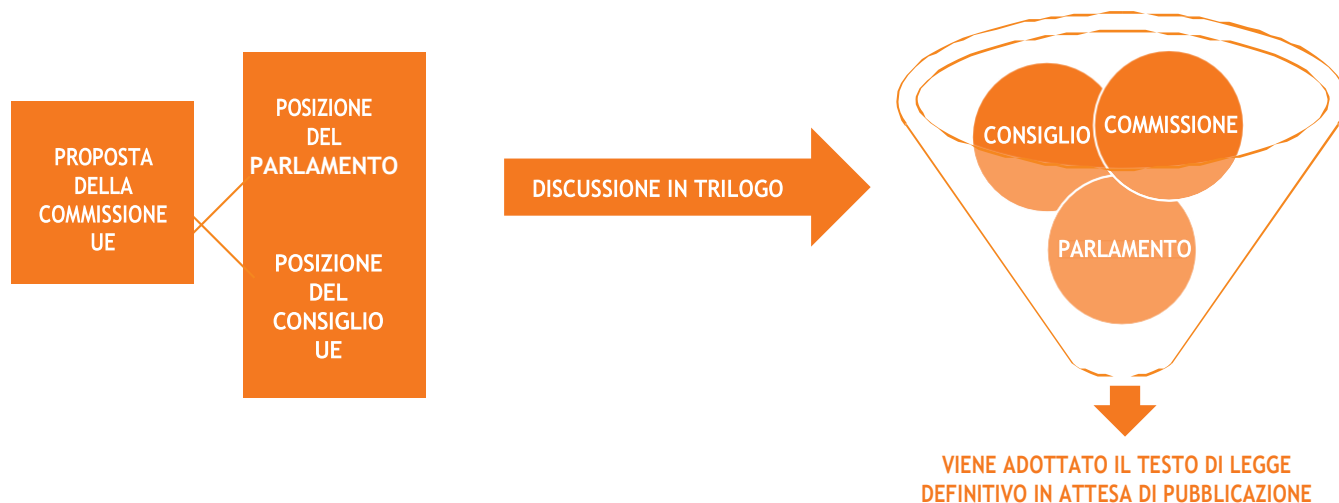 PROPOSTA
DELLA
COMMISSIONE
UE
POSIZIONE
DEL
PARLAMENTO
POSIZIONE
DEL
CONSIGLIO
UE
DISCUSSIONE IN TRILOGO
CONSIGLIO
COMMISSIONE
PARLAMENTO
VIENE ADOTTATO IL TESTO DI LEGGE
DEFINITIVO IN ATTESA DI PUBBLICAZIONE